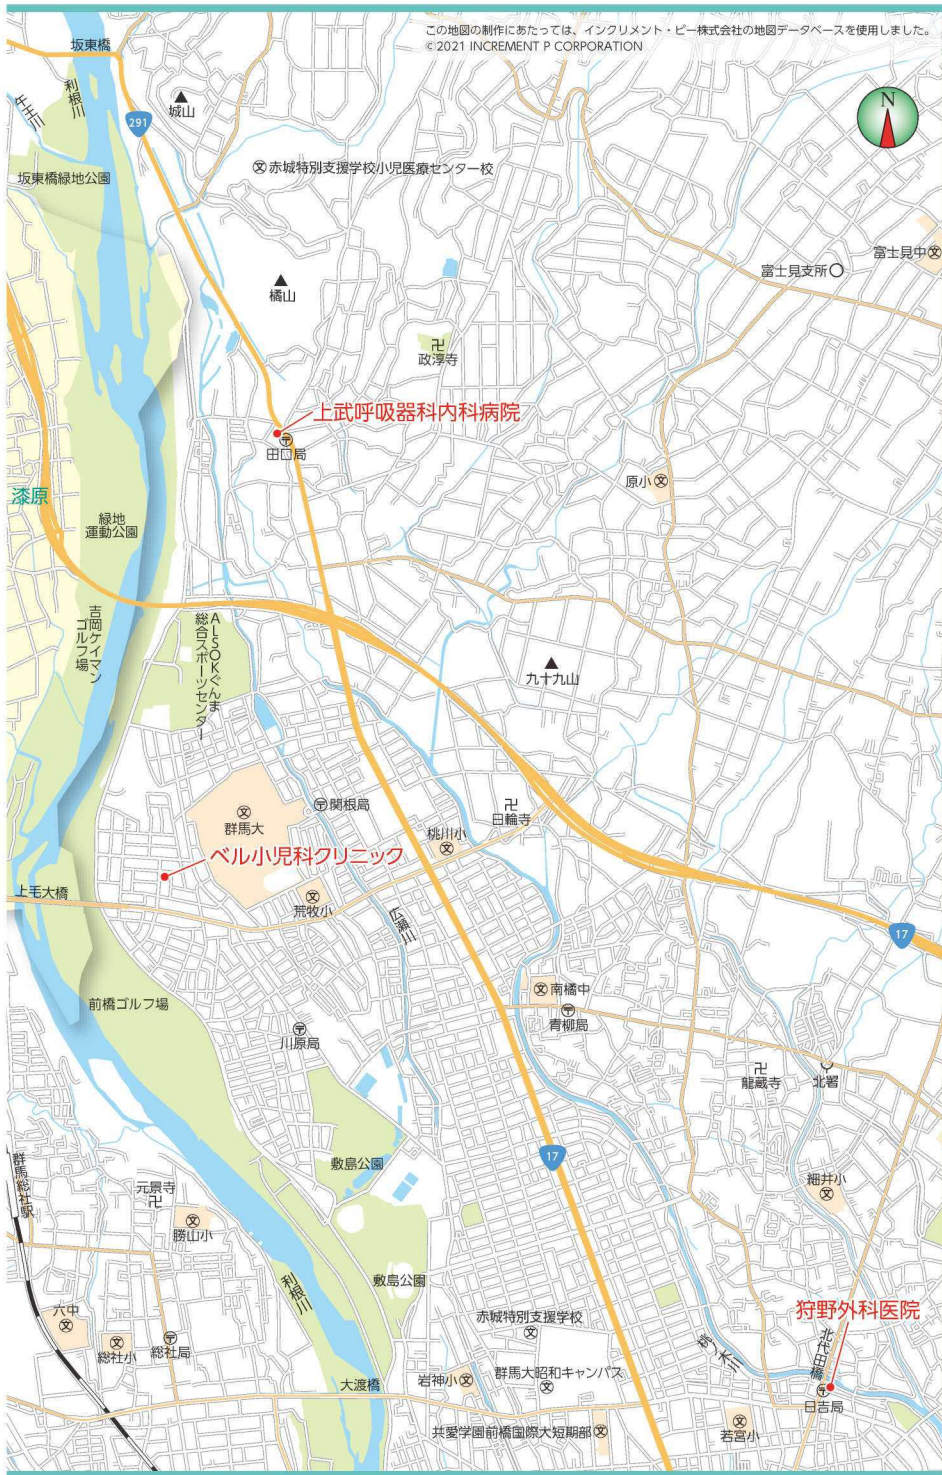 この地図の制作にあたっては、インクリメント・ピー株式会社の地図データベースを使用しました。
©2021 INCREMENT P CORPORATION
坂東橋
利根川
午王川
291
城山
N
赤城特別支援学校小児医療センター校
坂東橋緑地公園
富士見中
富士見支所
橘山
政淳寺
上武呼吸器科内科病院
田口局
原小
漆原
緑地
運動公園
吉岡ケイマン
ゴルフ場
ALSOKぐんま
総合スポーツセンター
九十九山
関根局
群馬大
日輪寺
桃川小
ベル小児科クリニック
上毛大橋
荒牧小
広瀬川
17
南橘中
前橋ゴルフ場
青柳局
川原局
龍蔵寺
北署
17
群馬総社駅
敷島公園
元景寺
細井小
勝山小
敷島公園
利根川
狩野外科医院
六中
赤城特別支援学校
総社小
総社局
桃ノ木川
北代田橋
大渡橋
岩神小
群馬大昭和キャンパス
日吉局
共愛学園前橋国際大短期部
若宮小